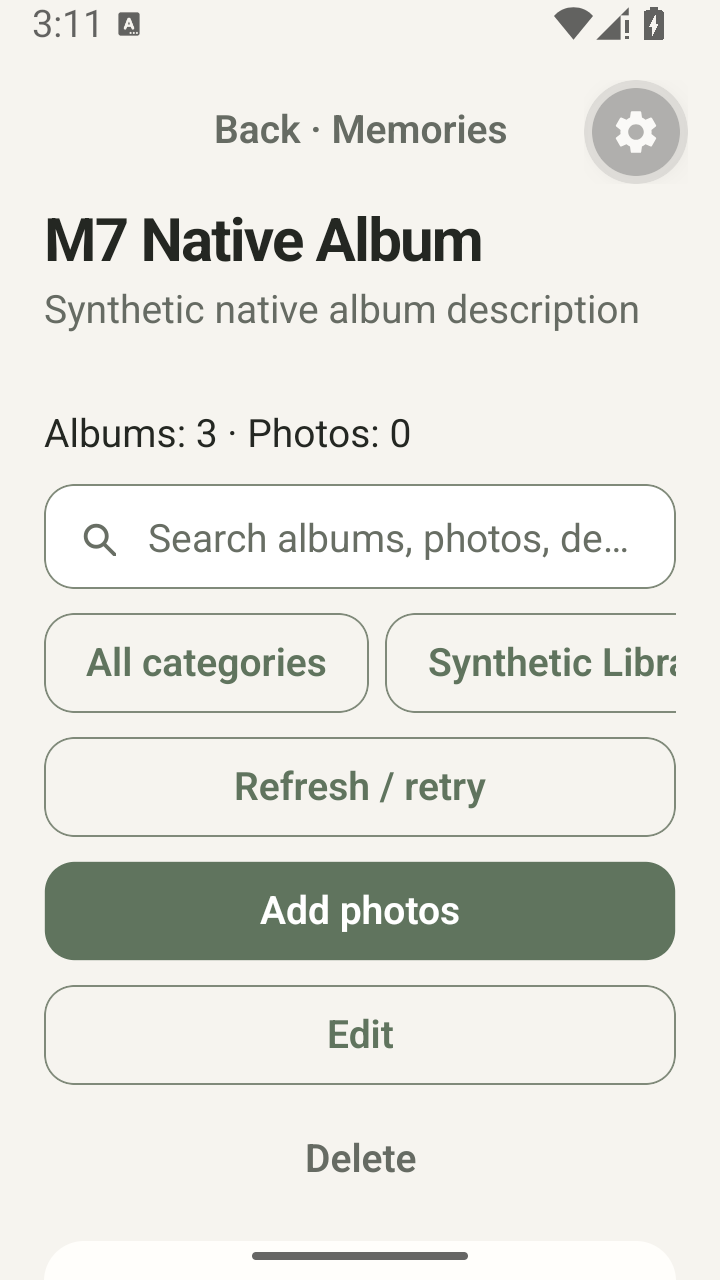 3:11
Back · Memories
M7 Native Album
Synthetic native album description
Albums: 3 · Photos: 0
Search albums, photos, de…
All categories
Synthetic Libra
Refresh / retry
Add photos
Edit
Delete